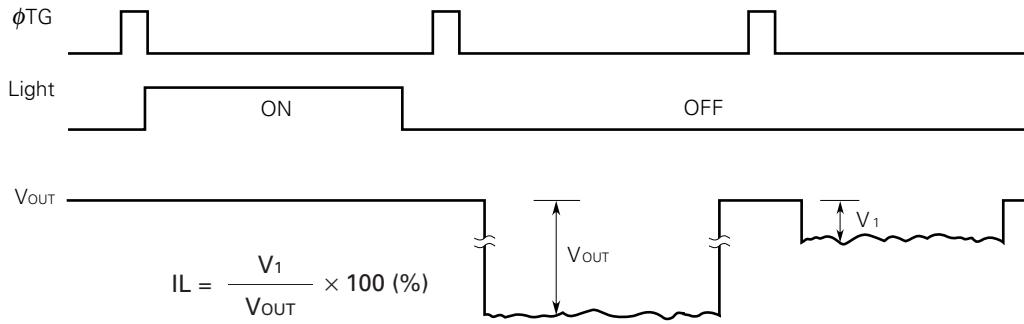 ϕTG
Light
ON
OFF
VOUT
VOUT
V1
IL = V1 / VOUT × 100 (%)